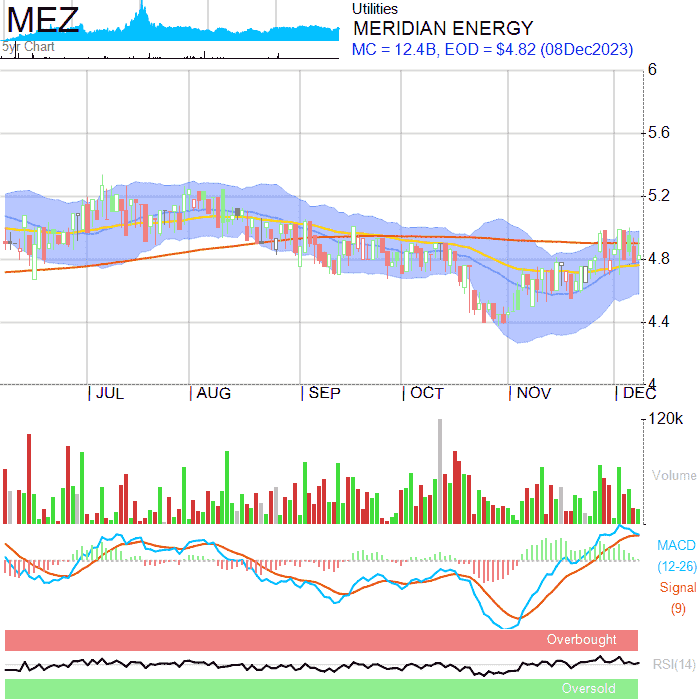 MEZ
5yr Chart
Utilities
MERIDIAN ENERGY
MC = 12.4B, EOD = $4.82 (08Dec2023)
6
5.6
5.2
4.8
4.4
4
JUL AUG SEP OCT NOV DEC
120k
Volume
MACD
(12-26)
Signal
(9)
Overbought
RSI(14)
Oversold